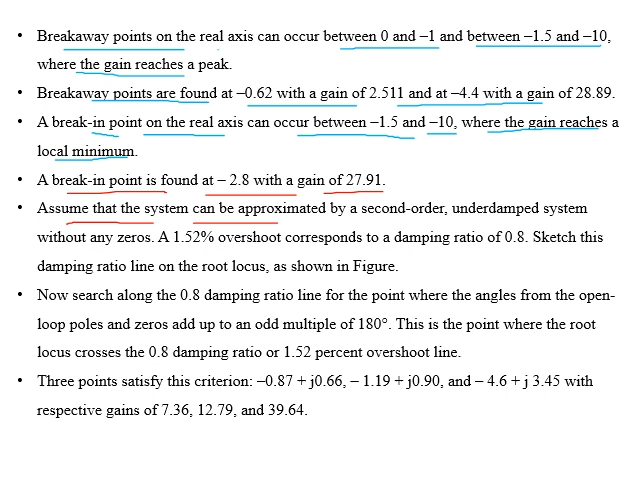 • Breakaway points on the real axis can occur between 0 and –1 and between –1.5 and –10,
where the gain reaches a peak.
• Breakaway points are found at –0.62 with a gain of 2.511 and at –4.4 with a gain of 28.89.
• A break-in point on the real axis can occur between –1.5 and –10, where the gain reaches a
local minimum.
• A break-in point is found at – 2.8 with a gain of 27.91.
• Assume that the system can be approximated by a second-order, underdamped system
without any zeros. A 1.52% overshoot corresponds to a damping ratio of 0.8. Sketch this
damping ratio line on the root locus, as shown in Figure.
• Now search along the 0.8 damping ratio line for the point where the angles from the open-
loop poles and zeros add up to an odd multiple of 180°. This is the point where the root
locus crosses the 0.8 damping ratio or 1.52 percent overshoot line.
• Three points satisfy this criterion: –0.87 + j0.66, – 1.19 + j0.90, and – 4.6 + j 3.45 with
respective gains of 7.36, 12.79, and 39.64.